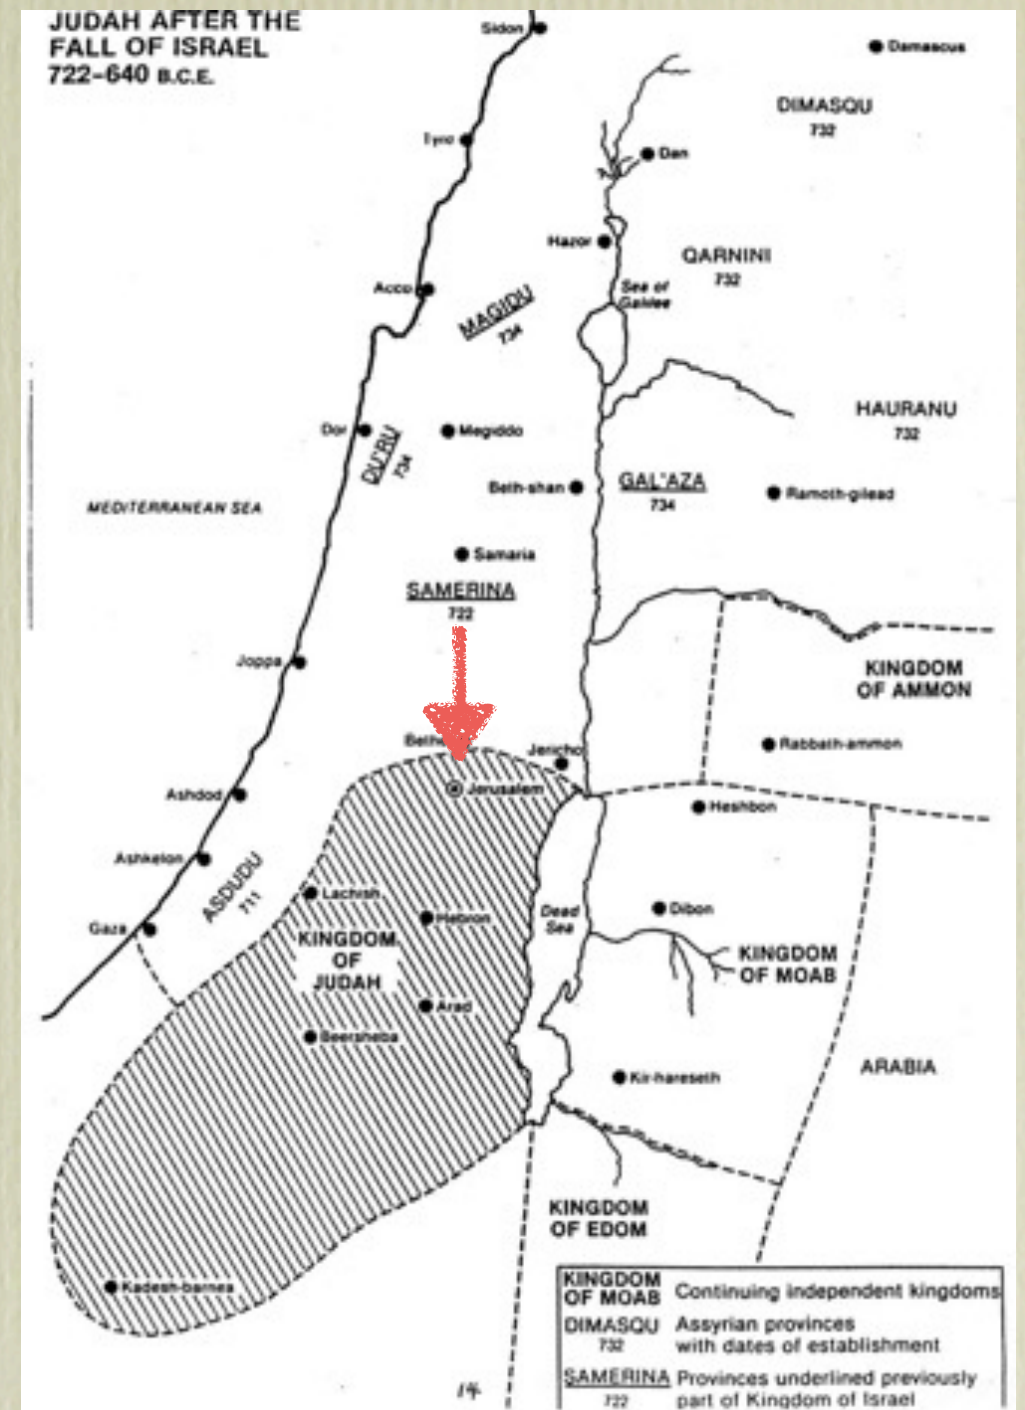 JUDAH AFTER THE
FALL OF ISRAEL
722–640 B.C.E.
Sidon
Damascus
DIMASQU
732
Tyre
Dan
Hazor
QARNINI
732
Sea of
Galilee
Acco
MAGIDU
734
HAURANU
732
Dor
DU'RU
734
Megiddo
Beth-shan
GAL'AZA
734
Ramoth-gilead
MEDITERRANEAN SEA
Samaria
SAMERINA
722
Joppa
KINGDOM
OF AMMON
Rabbath-ammon
Jericho
Jerusalem
Ashdod
Heshbon
Ashkelon
ASDUDU
711
Lachish
Gaza
Hebron
Dead
Sea
Dibon
KINGDOM
OF
JUDAH
KINGDOM
OF MOAB
Arad
Beersheba
Kir-hareseth
ARABIA
KINGDOM
OF EDOM
Kadesh-barnea
KINGDOM
OF MOAB Continuing independent kingdoms
DIMASQU Assyrian provinces
732 with dates of establishment
SAMERINA Provinces underlined previously
722 part of Kingdom of Israel
14